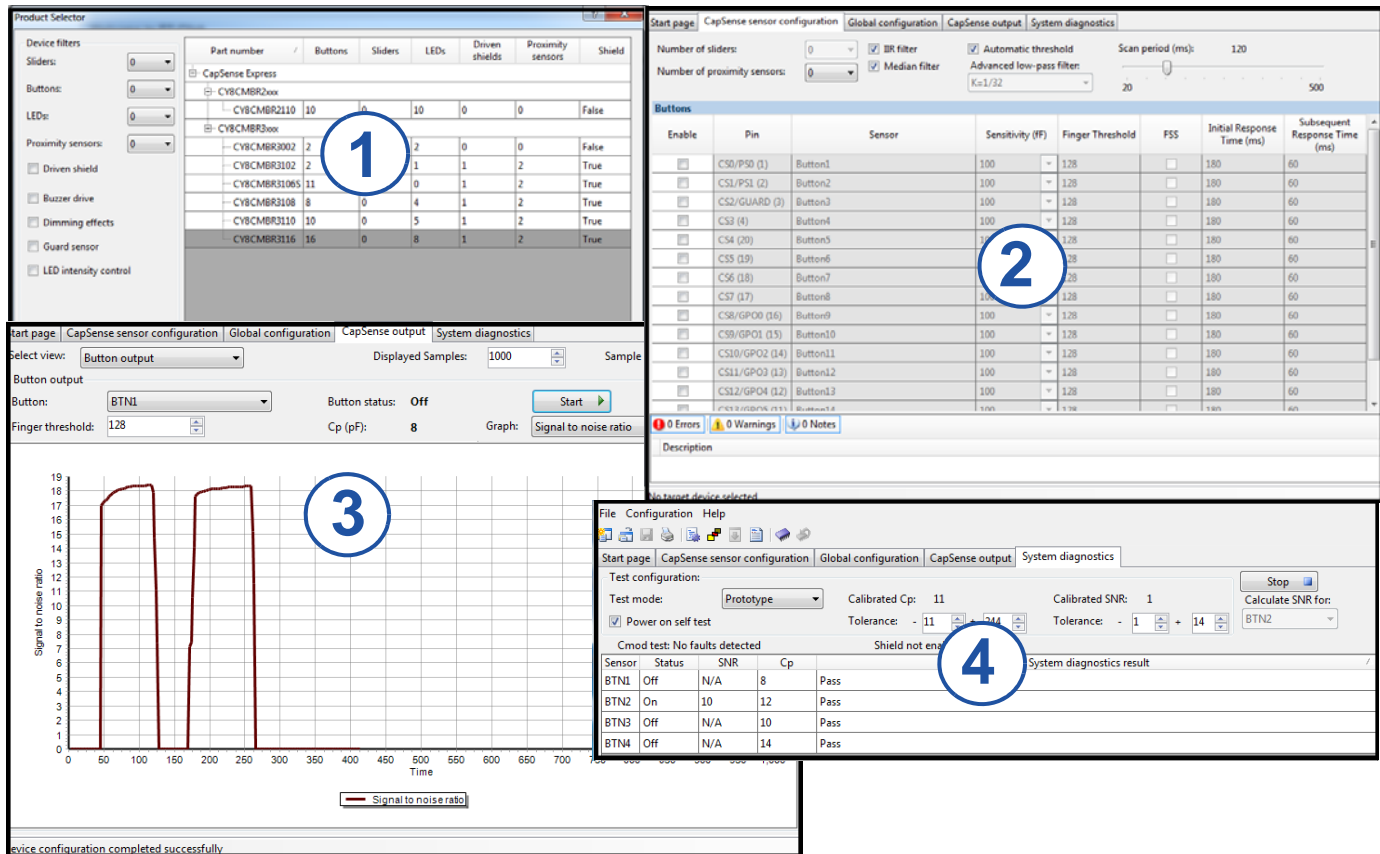 Product Selector
Device filters
Sliders: 0
Buttons: 0
LEDs: 0
Proximity sensors: 0
Driven shield
Buzzer drive
Dimming effects
Guard sensor
LED intensity control
Part number Buttons Sliders LEDs Driven shields Proximity sensors Shield
CapSense Express
CY8CMBR2xxx
CY8CMBR2110 10 0 10 0 0 False
CY8CMBR3xxx
CY8CMBR3002 2 2 0 0 False
CY8CMBR3102 2 1 1 2 True
CY8CMBR3106S 11 0 1 2 True
CY8CMBR3108 8 0 4 1 2 True
CY8CMBR3110 10 0 5 1 2 True
CY8CMBR3116 16 0 8 1 2 True
1
Start page CapSense sensor configuration Global configuration CapSense output System diagnostics
Number of sliders: 0 IIR filter Automatic threshold Scan period (ms): 120
Number of proximity sensors: 0 Median filter Advanced low-pass filter:
K=1/32 20 500
Buttons
Enable Pin Sensor Sensitivity (fF) Finger Threshold FSS Initial Response Time (ms) Subsequent Response Time (ms)
CS0/PS0 (1) Button1 100 128 180 60
CS1/PS1 (2) Button2 100 128 180 60
CS2/GUARD (3) Button3 100 128 180 60
CS3 (4) Button4 100 128 180 60
CS4 (20) Button5 128 180 60
CS5 (19) Button6 180 60
CS6 (18) Button7 180 60
CS7 (17) Button8 128 180 60
CS8/GPO0 (16) Button9 100 128 180 60
CS9/GPO1 (15) Button10 100 128 180 60
CS10/GPO2 (14) Button11 100 128 180 60
CS11/GPO3 (13) Button12 100 128 180 60
CS12/GPO4 (12) Button13 100 128 180 60
CS13/GPO5 (11) Button14 100 128 180 60
2
0 Errors 0 Warnings 0 Notes
Description
No target device selected
Start page CapSense sensor configuration Global configuration CapSense output System diagnostics
Select view: Button output Displayed Samples: 1000 Sample
Button output
Button: BTN1 Button status: Off Start
Finger threshold: 128 Cp (pF): 8 Graph: Signal to noise ratio
3
Signal to noise ratio
19
18
17
16
15
14
13
12
11
10
9
8
7
6
5
4
3
2
1
0
0 50 100 150 200 250 300 350 400 450 500 550 600 650 700
Time
Signal to noise ratio
device configuration completed successfully
File Configuration Help
Start page CapSense sensor configuration Global configuration CapSense output System diagnostics
Test configuration: Stop
Test mode: Prototype Calibrated Cp: 11 Calibrated SNR: 1 Calculate SNR for:
Power on self test Tolerance: - 11 + 244 Tolerance: - 1 + 14 BTN2
Cmod test: No faults detected Shield not
Sensor Status SNR Cp System diagnostics result
BTN1 Off N/A 8 Pass
BTN2 On 10 12 Pass
BTN3 Off N/A 10 Pass
BTN4 Off N/A 14 Pass
4